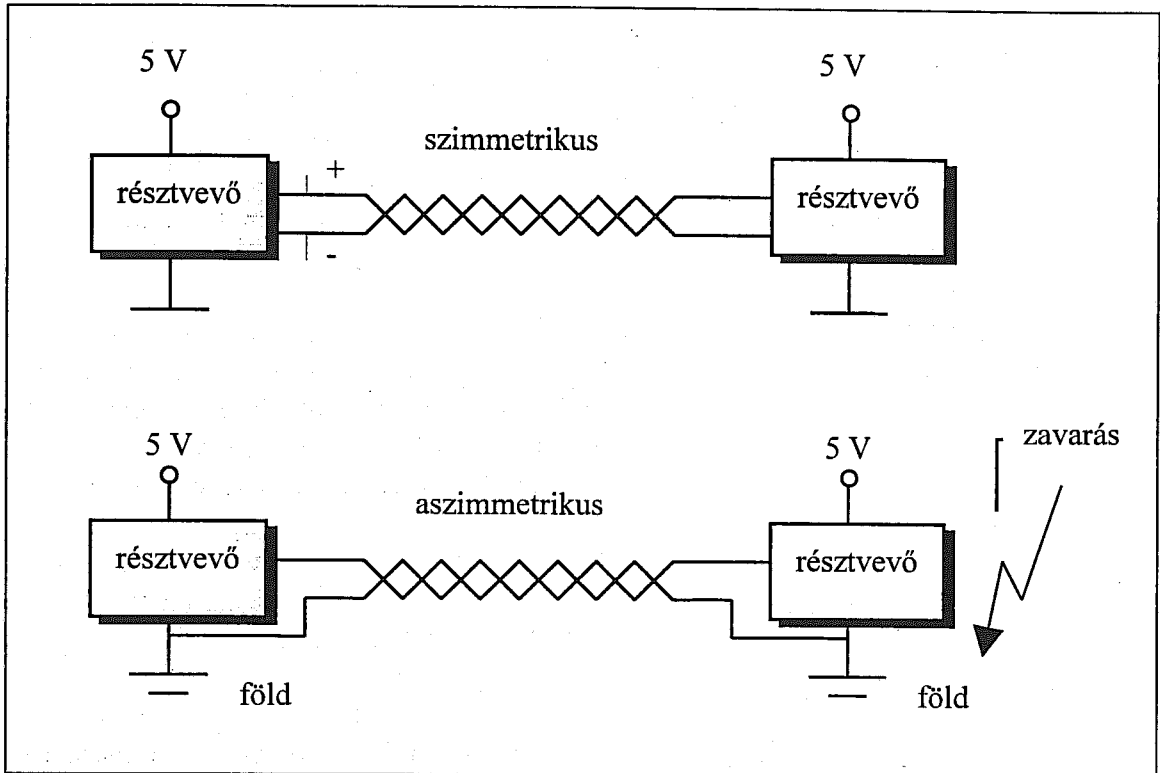 5 V
5 V
szimmetrikus
résztvevő
+
-
résztvevő
5 V
5 V
zavarás
aszimmetrikus
résztvevő
résztvevő
föld
föld